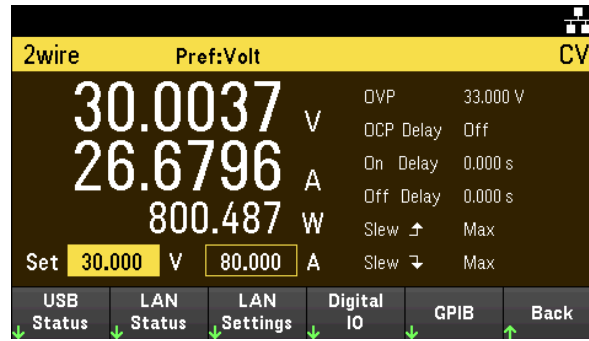 2wire Pref:Volt CV
30.0037 V
26.6796 A
800.487 W
Set 30.000 V 80.000 A
OVP 33.000 V
OCP Delay Off
On Delay 0.000 s
Off Delay 0.000 s
Slew Max
Slew Max
USB Status
LAN Status
LAN Settings
Digital IO
GPIB
Back